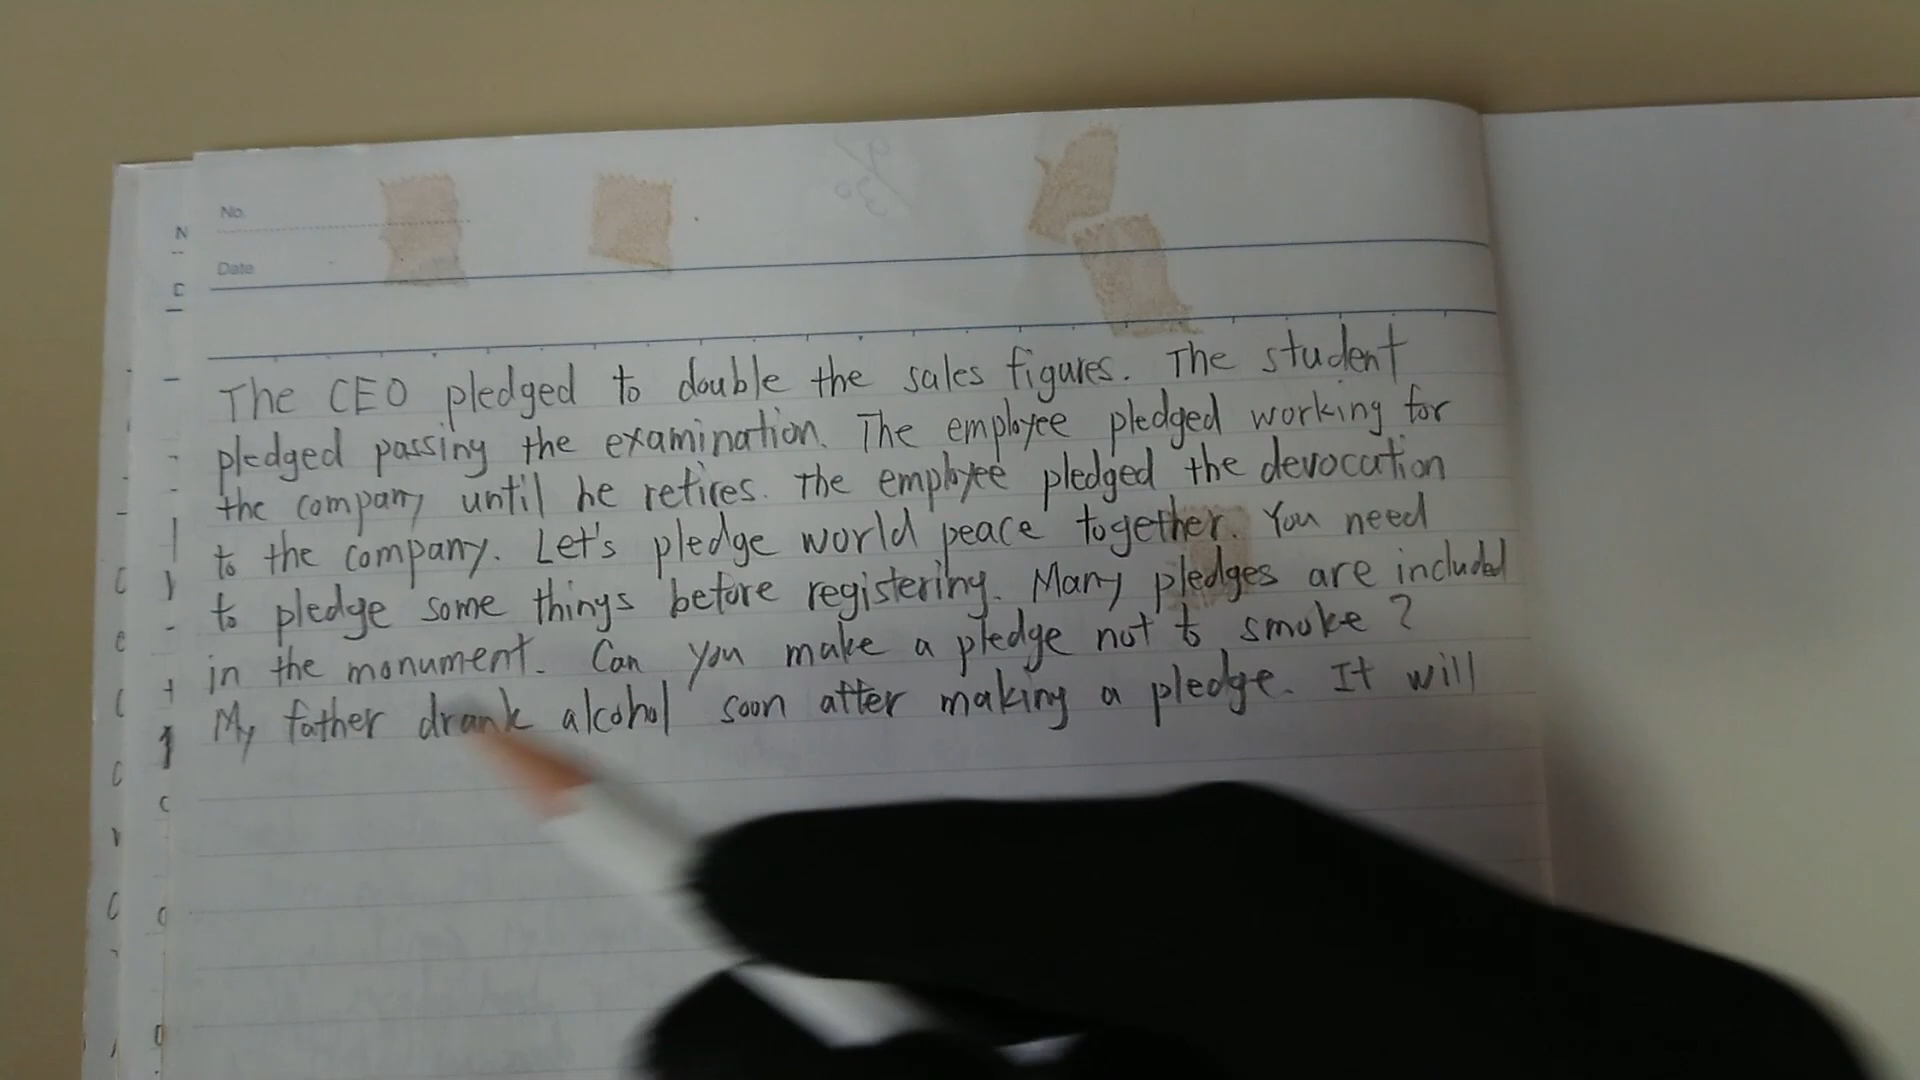 No.
Date
The CEO pledged to double the sales figures. The student
pledged passing the examination. The employee pledged working for
the company until he retires. The employee pledged the devocation
to the company. Let's pledge world peace together. You need
to pledge some things before registering. Many pledges are included
in the monument. Can you make a pledge not to smoke?
My father drank alcohol soon after making a pledge. It will